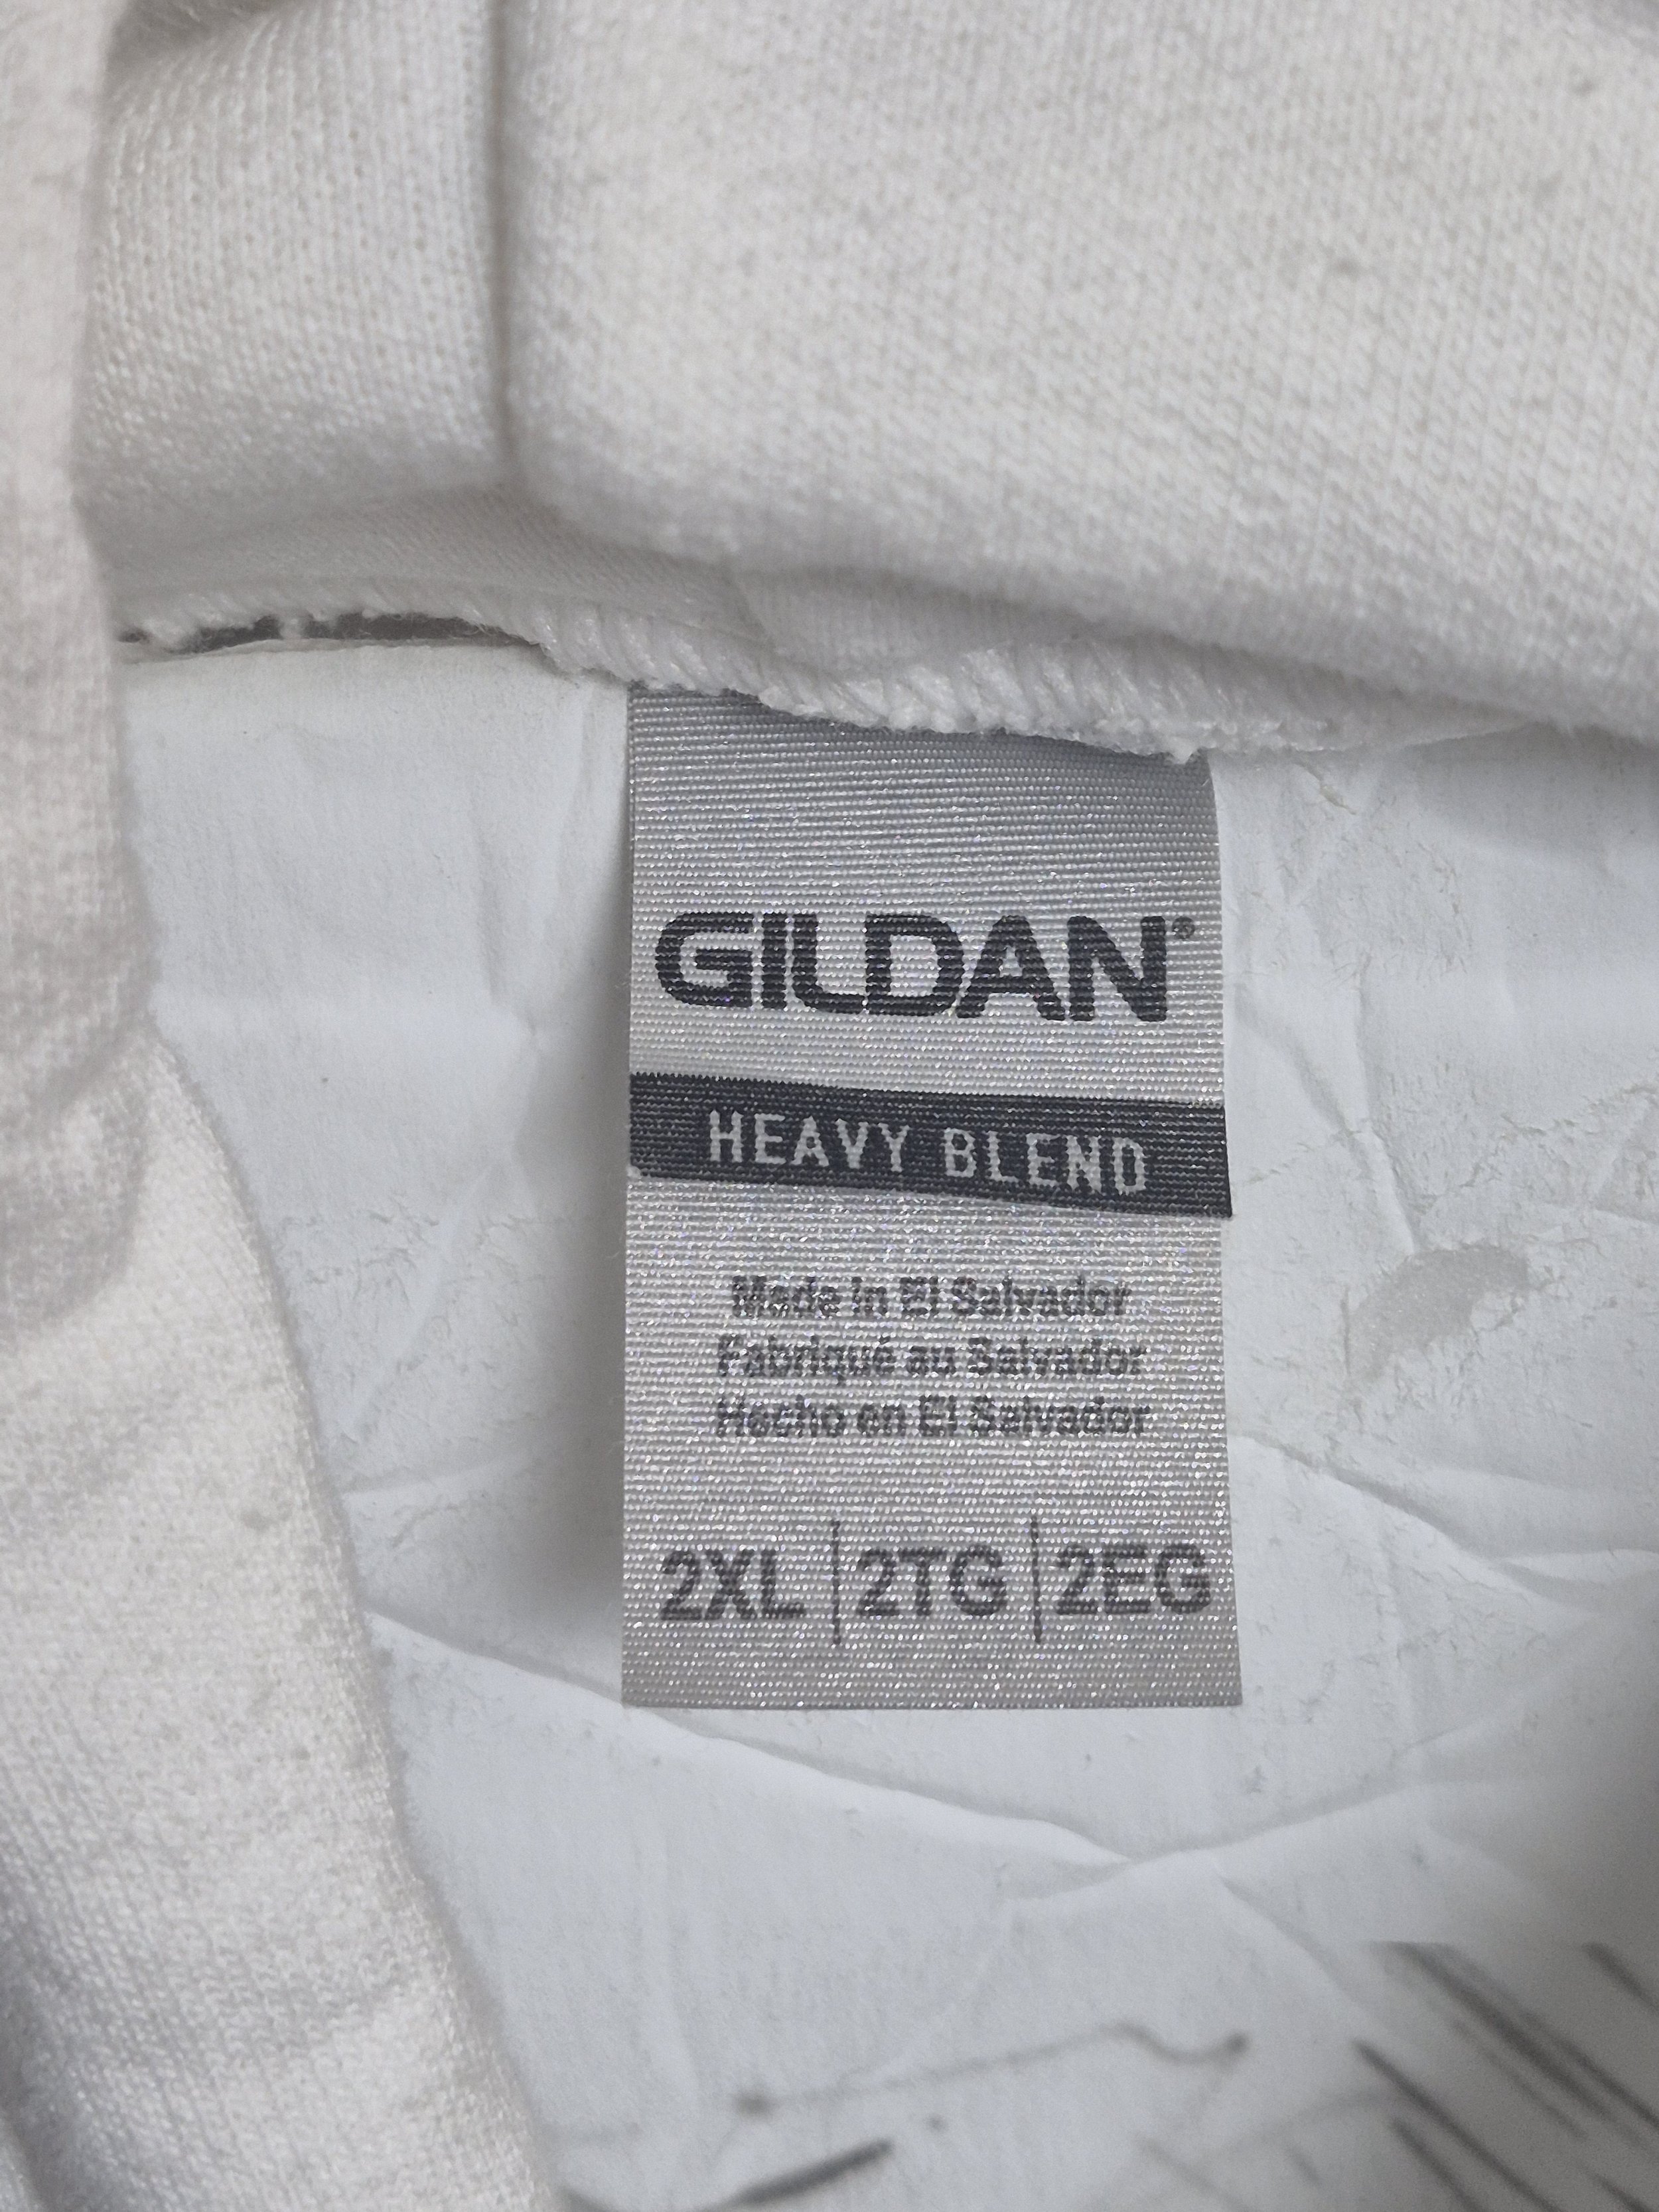 GILDAN®
HEAVY BLEND
Made in El Salvador
Fabriqué au Salvador
Hecho en El Salvador
2XL | 2TG | 2EG